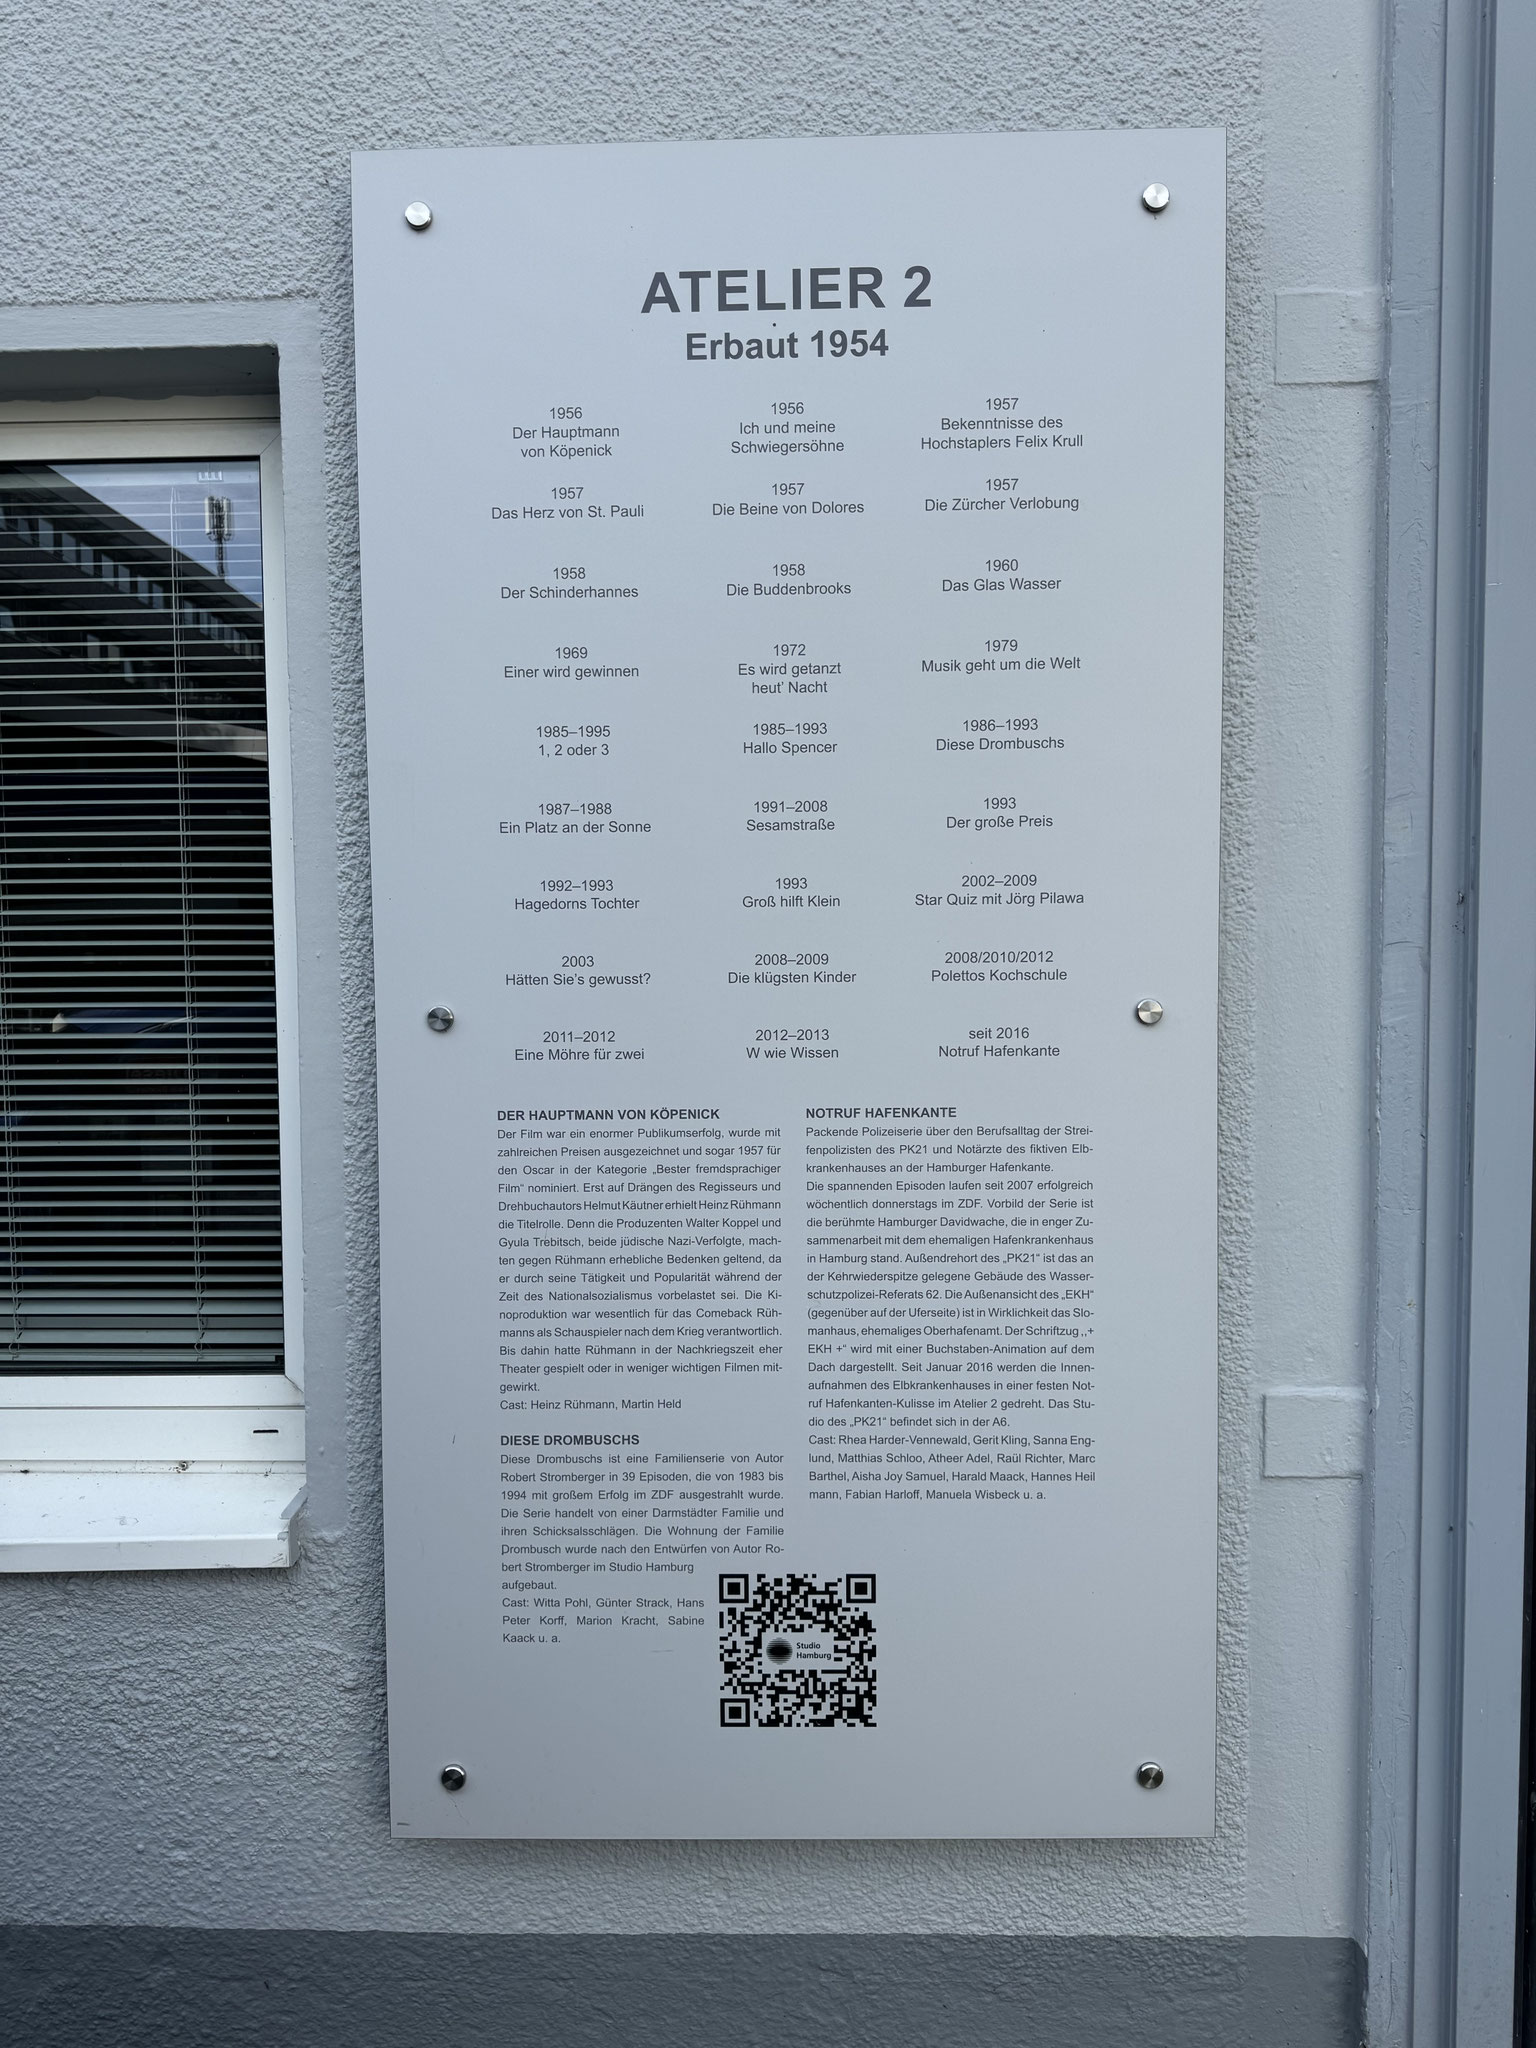 ATELIER 2
Erbaut 1954
1956
Der Hauptmann
von Köpenick
1956
Ich und meine
Schwiegersöhne
1957
Bekenntnisse des
Hochstaplers Felix Krull
1957
Das Herz von St. Pauli
1957
Die Beine von Dolores
1957
Die Zürcher Verlobung
1958
Der Schinderhannes
1958
Die Buddenbrooks
1960
Das Glas Wasser
1969
Einer wird gewinnen
1972
Es wird getanzt
heut' Nacht
1979
Musik geht um die Welt
1985–1995
1, 2 oder 3
1985–1993
Hallo Spencer
1986–1993
Diese Drombuschs
1987–1988
Ein Platz an der Sonne
1991–2008
Sesamstraße
1993
Der große Preis
1992–1993
Hagedorns Tochter
1993
Groß hilft Klein
2002–2009
Star Quiz mit Jörg Pilawa
2003
Hätten Sie's gewusst?
2008–2009
Die klügsten Kinder
2008/2010/2012
Polettos Kochschule
2011–2012
Eine Möhre für zwei
2012–2013
W wie Wissen
seit 2016
Notruf Hafenkante
DER HAUPTMANN VON KÖPENICK
Der Film war ein enormer Publikumserfolg, wurde mit
zahlreichen Preisen ausgezeichnet und sogar 1957 für
den Oscar in der Kategorie „Bester fremdsprachiger
Film“ nominiert. Erst auf Drängen des Regisseurs und
Drehbuchautors Helmut Käutner erhielt Heinz Rühmann
die Titelrolle. Denn die Produzenten Walter Koppel und
Gyula Trebitsch, beide jüdische Nazi-Verfolgte, mach-
ten gegen Rühmann erhebliche Bedenken geltend, da
er durch seine Tätigkeit und Popularität während der
Zeit des Nationalsozialismus vorbelastet sei. Die Ki-
noproduktion war wesentlich für das Comeback Rüh-
manns als Schauspieler nach dem Krieg verantwortlich.
Bis dahin hatte Rühmann in der Nachkriegszeit eher
Theater gespielt oder in weniger wichtigen Filmen mit-
gewirkt.
Cast: Heinz Rühmann, Martin Held
DIESE DROMBUSCHS
Diese Drombuschs ist eine Familienserie von Autor
Robert Stromberger in 39 Episoden, die von 1983 bis
1994 mit großem Erfolg im ZDF ausgestrahlt wurde.
Die Serie handelt von einer Darmstädter Familie und
ihren Schicksalsschlägen. Die Wohnung der Familie
Drombusch wurde nach den Entwürfen von Autor Ro-
bert Stromberger im Studio Hamburg
aufgebaut.
Cast: Witta Pohl, Günter Strack, Hans
Peter Korff, Marion Kracht, Sabine
Kaack u. a.
NOTRUF HAFENKANTE
Packende Polizeiserie über den Berufsalltag der Strei-
fenpolizisten des PK21 und Notärzte des fiktiven Elb-
krankenhauses an der Hamburger Hafenkante.
Die spannenden Episoden laufen seit 2007 erfolgreich
wöchentlich donnerstags im ZDF. Vorbild der Serie ist
die berühmte Hamburger Davidwache, die in enger Zu-
sammenarbeit mit dem ehemaligen Hafenkrankenhaus
in Hamburg stand. Außendrehort des „PK21“ ist das an
der Kehrwiederspitze gelegene Gebäude des Wasser-
schutzpolizei-Referats 62. Die Außenansicht des „EKH“
(gegenüber auf der Uferseite) ist in Wirklichkeit das Slo-
manhaus, ehemaliges Oberhafenamt. Der Schriftzug ,,+
EKH +“ wird mit einer Buchstaben-Animation auf dem
Dach dargestellt. Seit Januar 2016 werden die Innen-
aufnahmen des Elbkrankenhauses in einer festen Not-
ruf Hafenkanten-Kulisse im Atelier 2 gedreht. Das Stu-
dio des „PK21“ befindet sich in der A6.
Cast: Rhea Harder-Vennewald, Gerit Kling, Sanna Eng-
lund, Matthias Schloo, Atheer Adel, Raúl Richter, Marc
Barthel, Aisha Joy Samuel, Harald Maack, Hannes Heil
mann, Fabian Harloff, Manuela Wisbeck u. a.
Studio
Hamburg